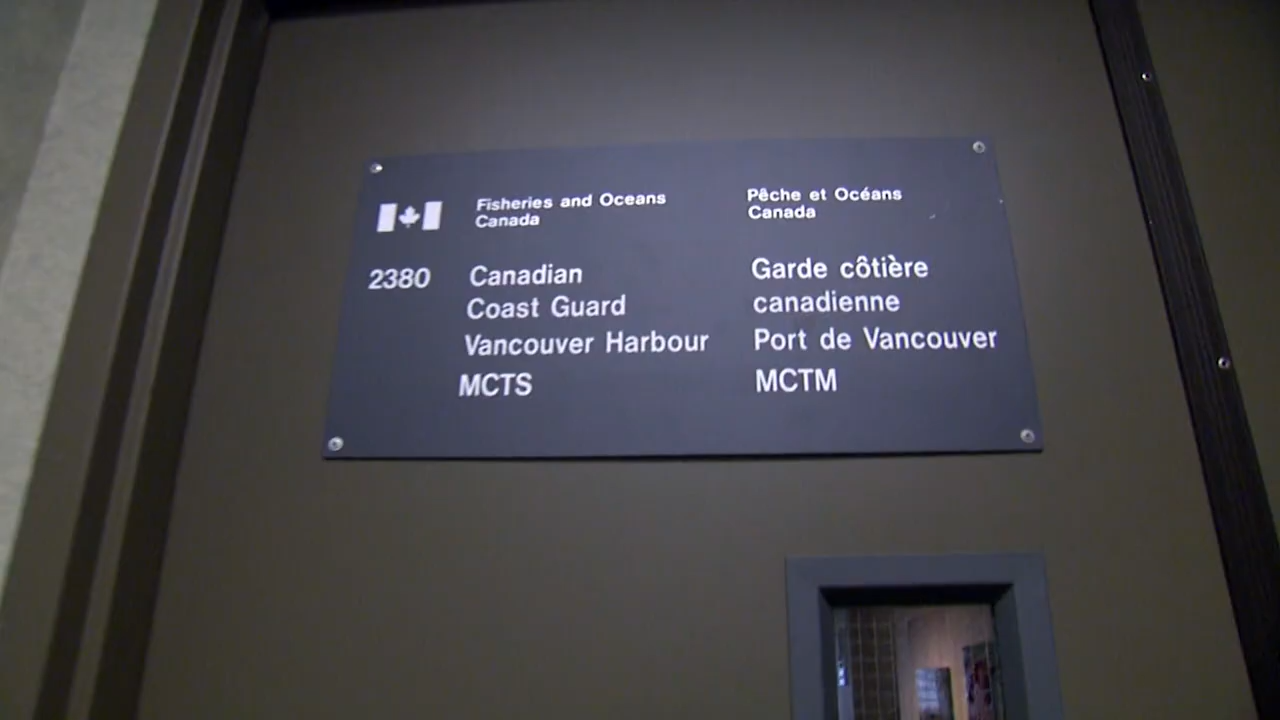 Fisheries and Oceans
Canada
Pêche et Océans
Canada
2380
Canadian
Coast Guard
Vancouver Harbour
MCTS
Garde côtière
canadienne
Port de Vancouver
MCTM